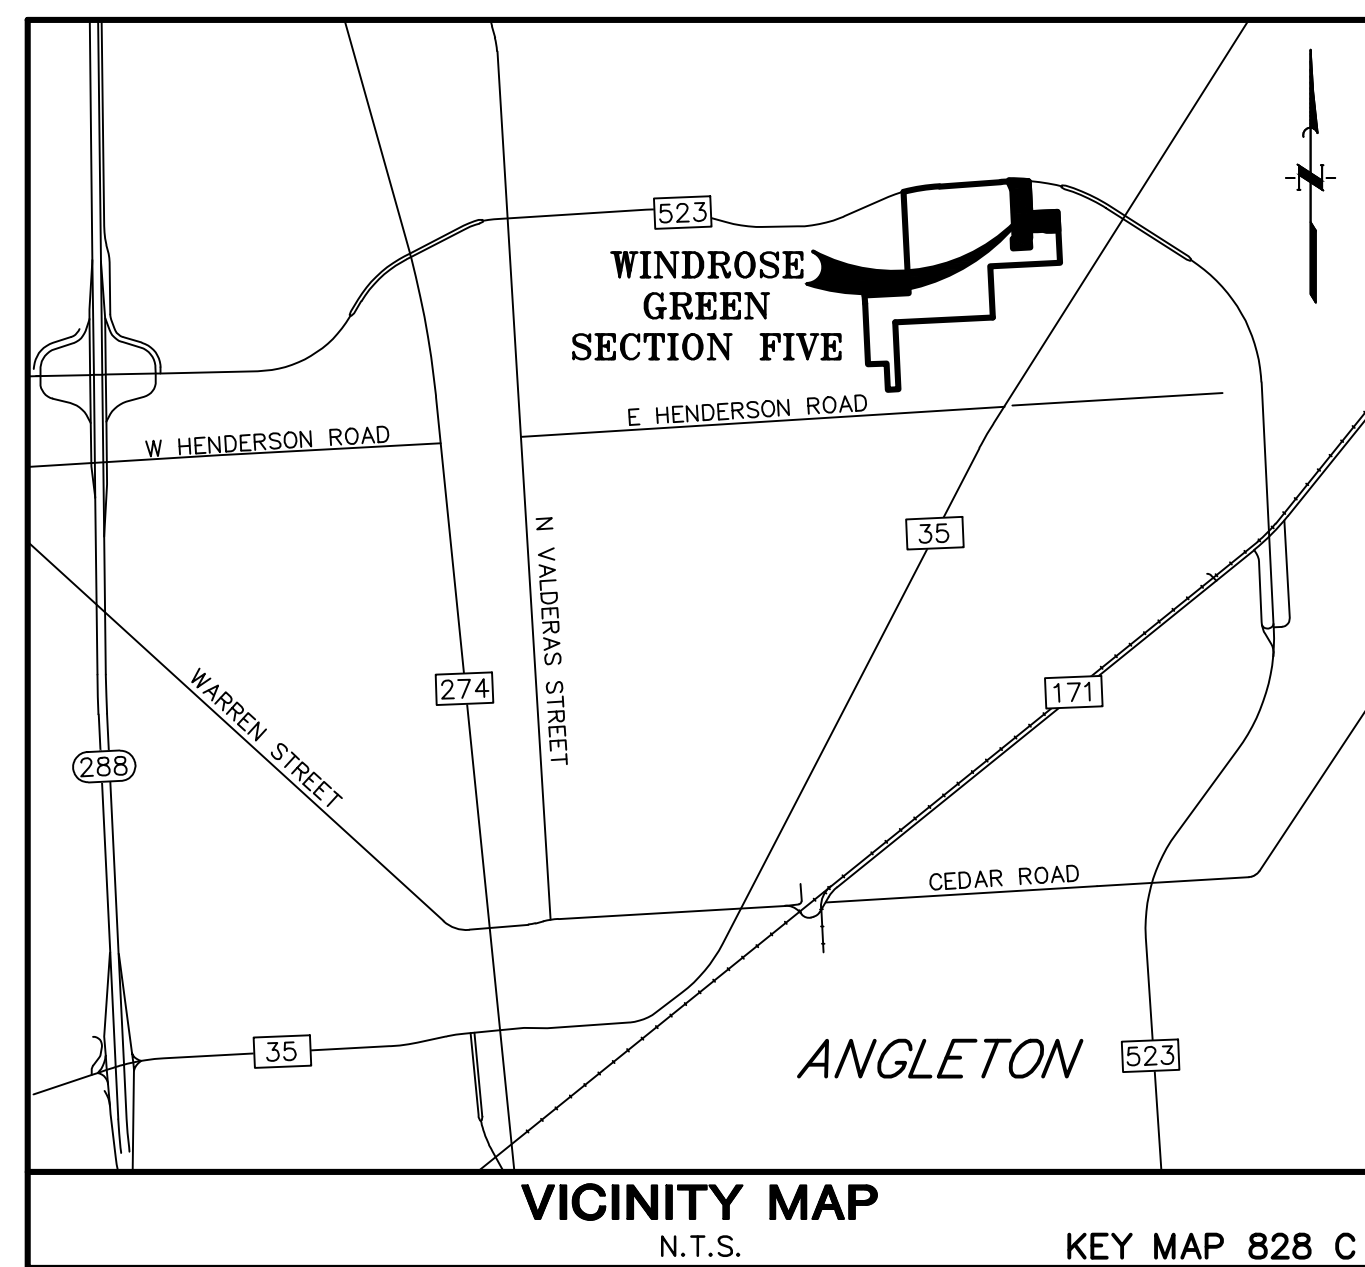 523
WINDROSE
GREEN
SECTION FIVE
N
E HENDERSON ROAD
W HENDERSON ROAD
N VALDERAS STREET
35
274
171
WARREN STREET
288
CEDAR ROAD
35
ANGLETON
523
VICINITY MAP
N.T.S.
KEY MAP 828 C